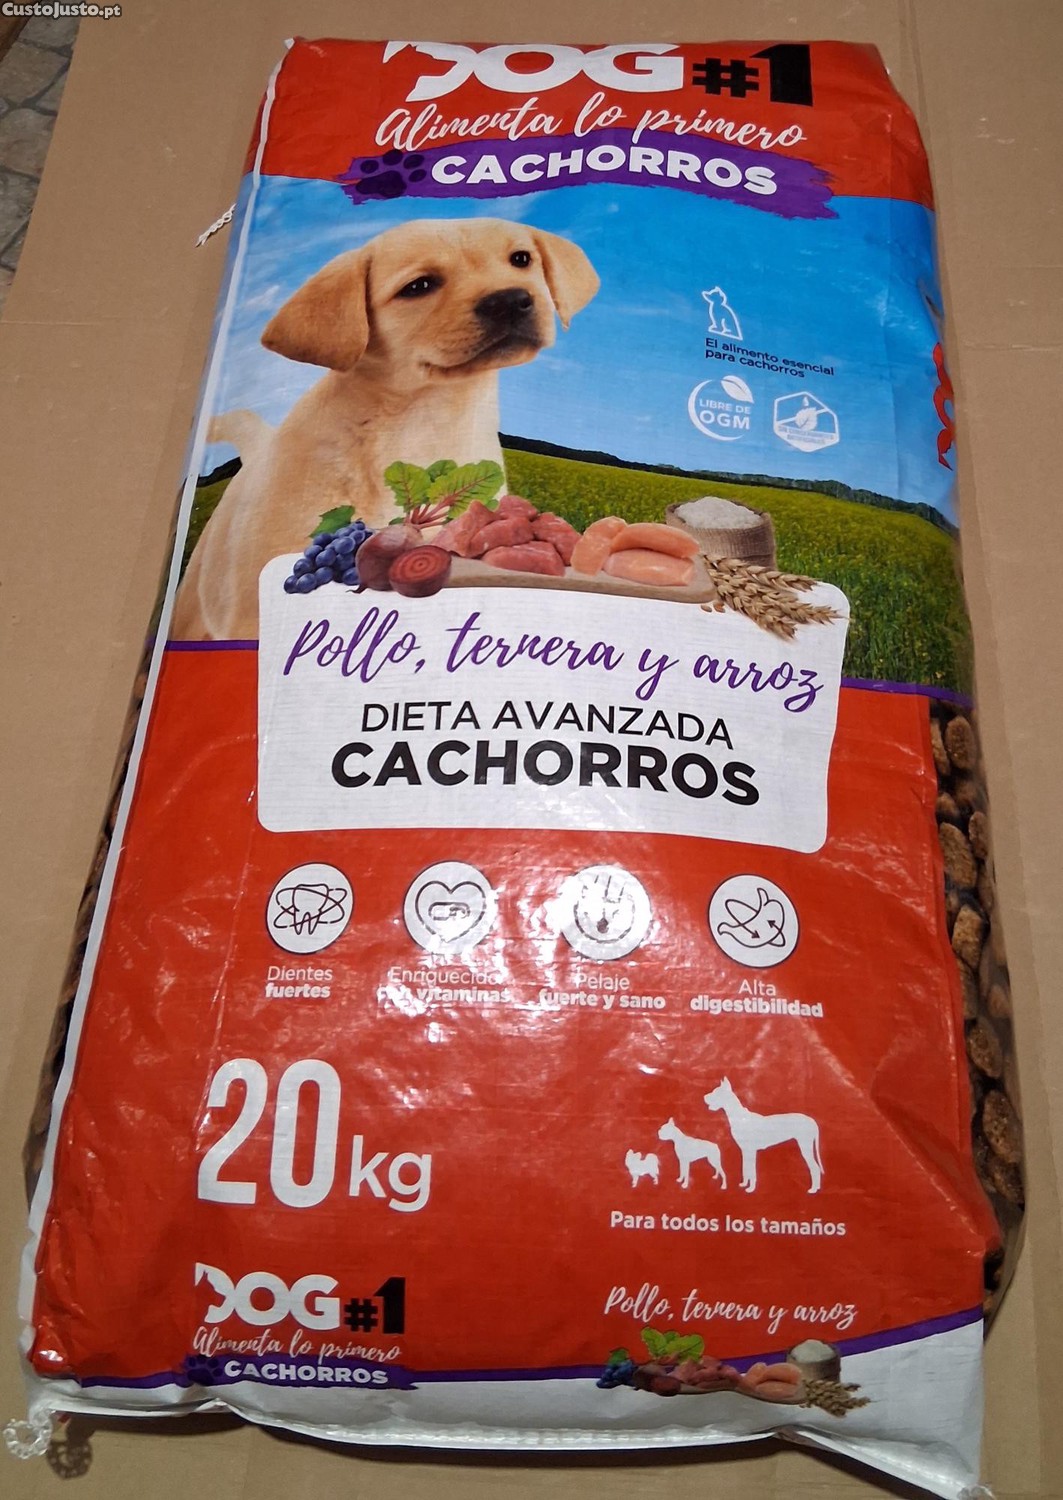 CustoJusto.pt
DOG#1
Alimenta lo primero
CACHORROS
El alimento esencial
para cachorros
LIBRE DE
OGM
Pollo, ternera y arroz
DIETA AVANZADA
CACHORROS
Dientes
fuertes
Enriquecido
con vitaminas
Pelaje
fuerte y sano
Alta
digestibilidad
20kg
Para todos los tamaños
DOG#1
Alimenta lo primero
CACHORROS
Pollo, ternera y arroz